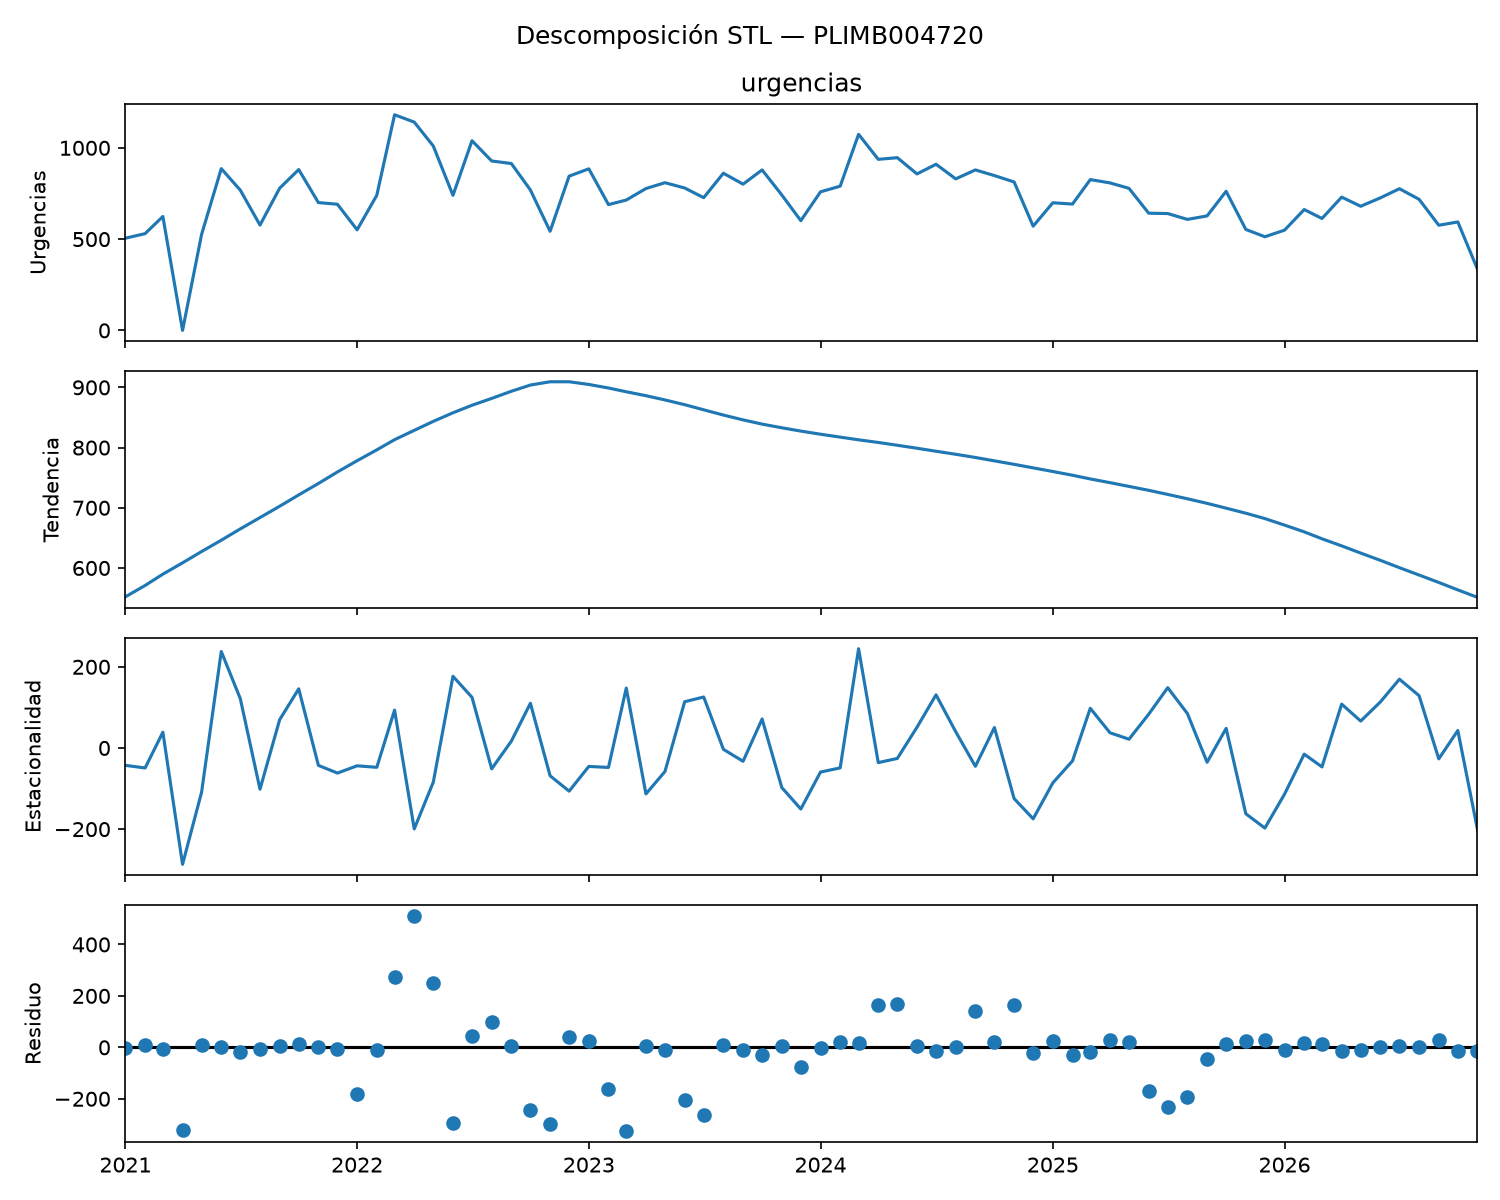 Descomposición STL — PLIMB004720
urgencias
Urgencias
1000
500
0
Tendencia
900
800
700
600
Estacionalidad
200
0
−200
Residuo
400
200
0
−200
2021 2022 2023 2024 2025 2026